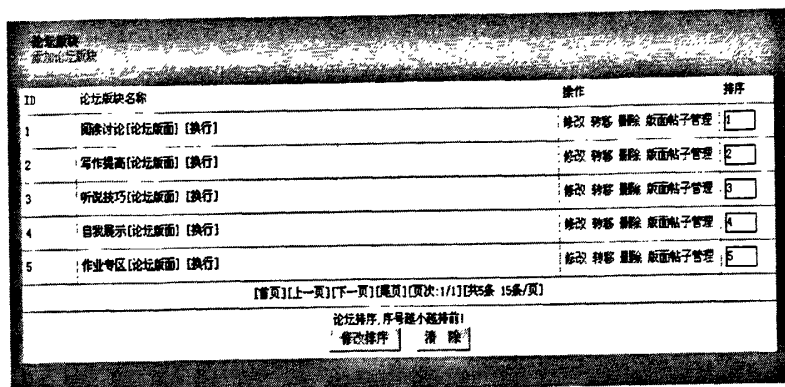 论坛版块
添加论坛版块
ID 论坛版块名称 操作 排序
1 阅读讨论[论坛版面] [换行] 修改 转移 删除 版面帖子管理 1
2 写作提高[论坛版面] [换行] 修改 转移 删除 版面帖子管理 2
3 听说技巧[论坛版面] [换行] 修改 转移 删除 版面帖子管理 3
4 自我展示[论坛版面] [换行] 修改 转移 删除 版面帖子管理 4
5 作业专区[论坛版面] [换行] 修改 转移 删除 版面帖子管理 5
[首页][上一页][下一页][尾页][页次:1/1][共5条 15条/页]
论坛排序,序号越小越排前!
修改排序 清 除